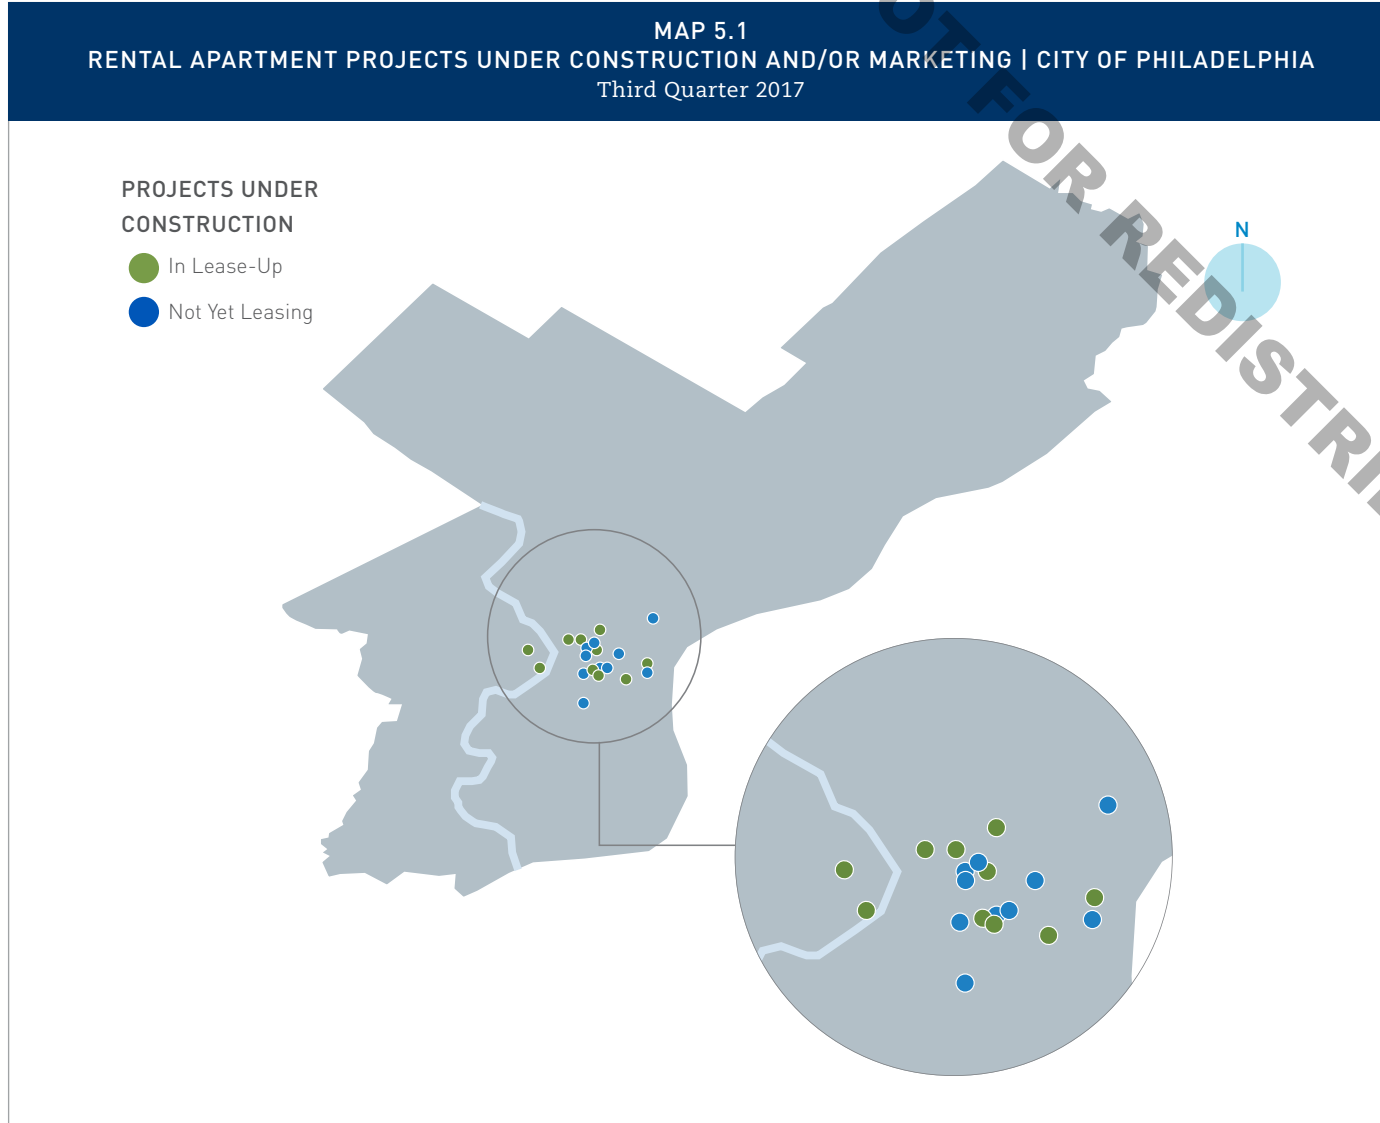 MAP 5.1
RENTAL APARTMENT PROJECTS UNDER CONSTRUCTION AND/OR MARKETING | CITY OF PHILADELPHIA
Third Quarter 2017
PROJECTS UNDER
CONSTRUCTION
In Lease-Up
Not Yet Leasing
N
FOR